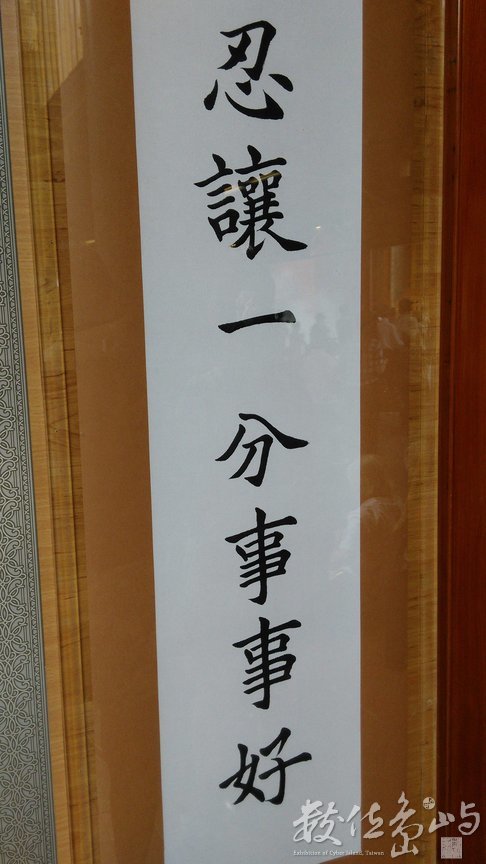 忍讓一分事事好
數位島嶼
Exhibition of Cyber Island, Taiwan